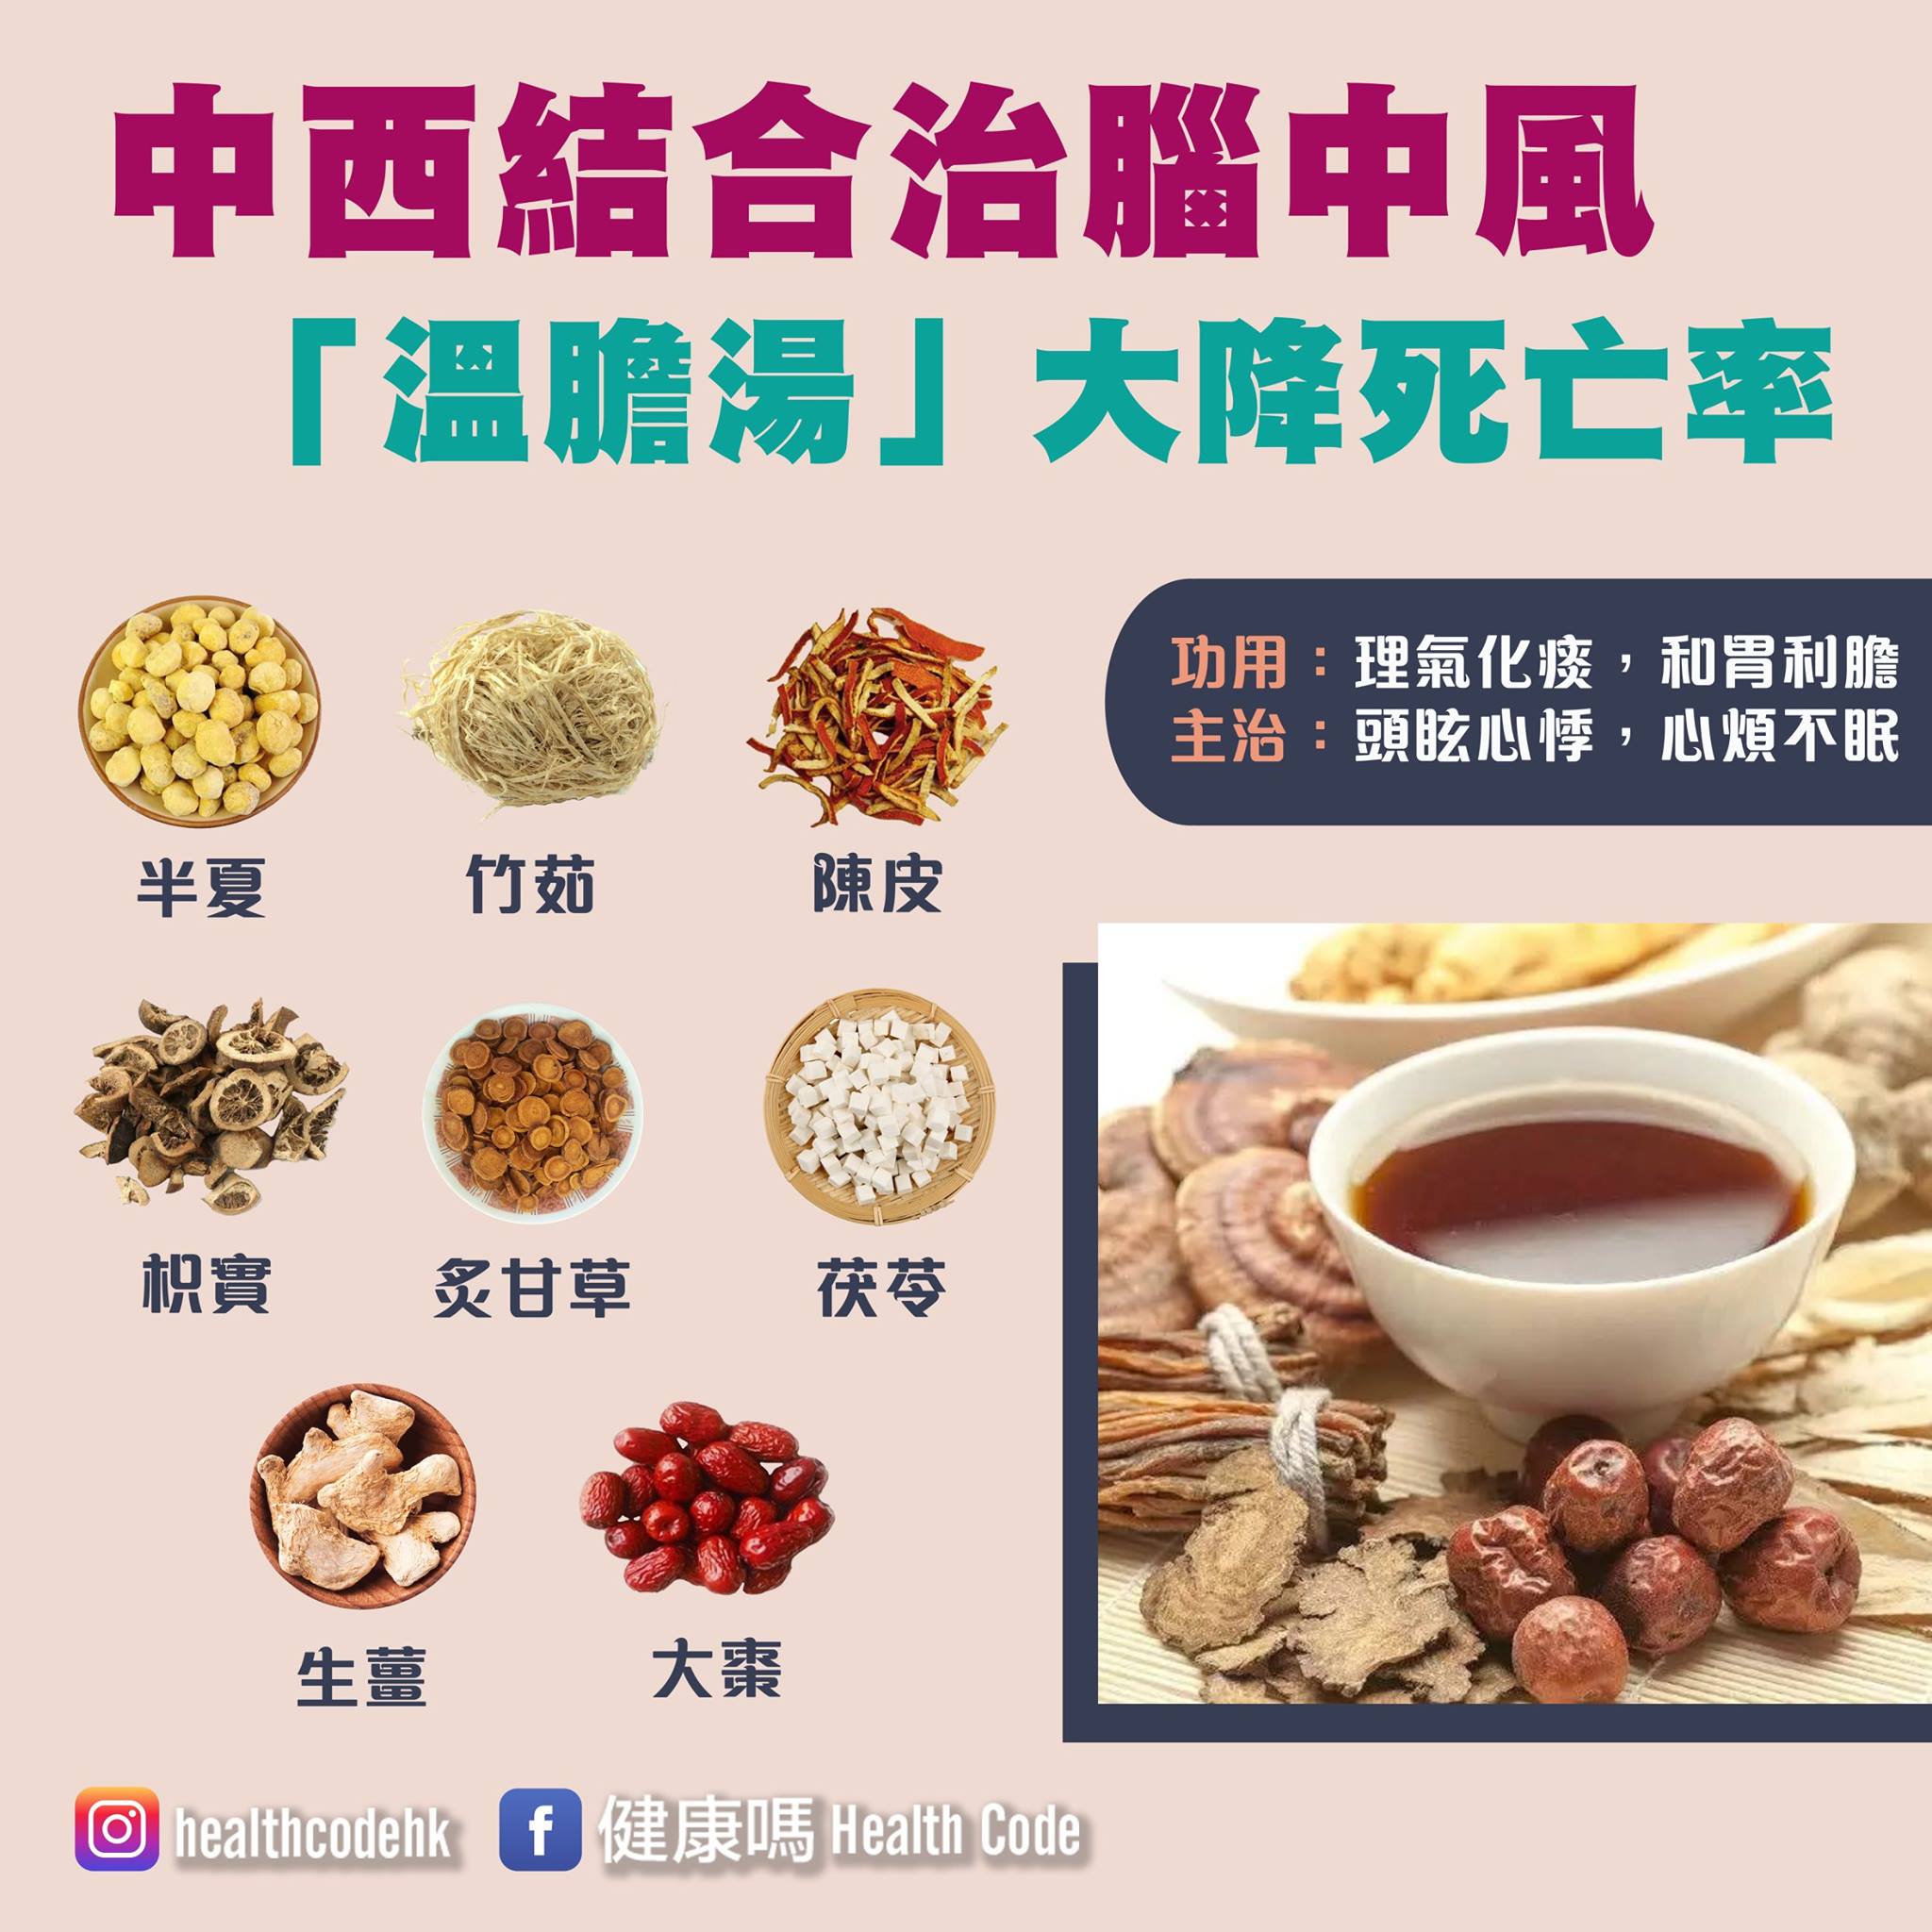 中西結合治腦中風
「溫膽湯」大降死亡率
功用：理氣化痰，和胃利膽
主治：頭眩心悸，心煩不眠
半夏
竹茹
陳皮
枳實
炙甘草
茯苓
生薑
大棗
healthcodehk
健康嗎 Health Code